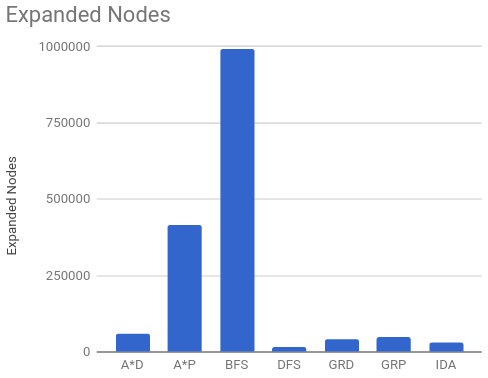 Expanded Nodes
1000000
750000
500000
250000
0
Expanded Nodes
A*D A*P BFS DFS GRD GRP IDA